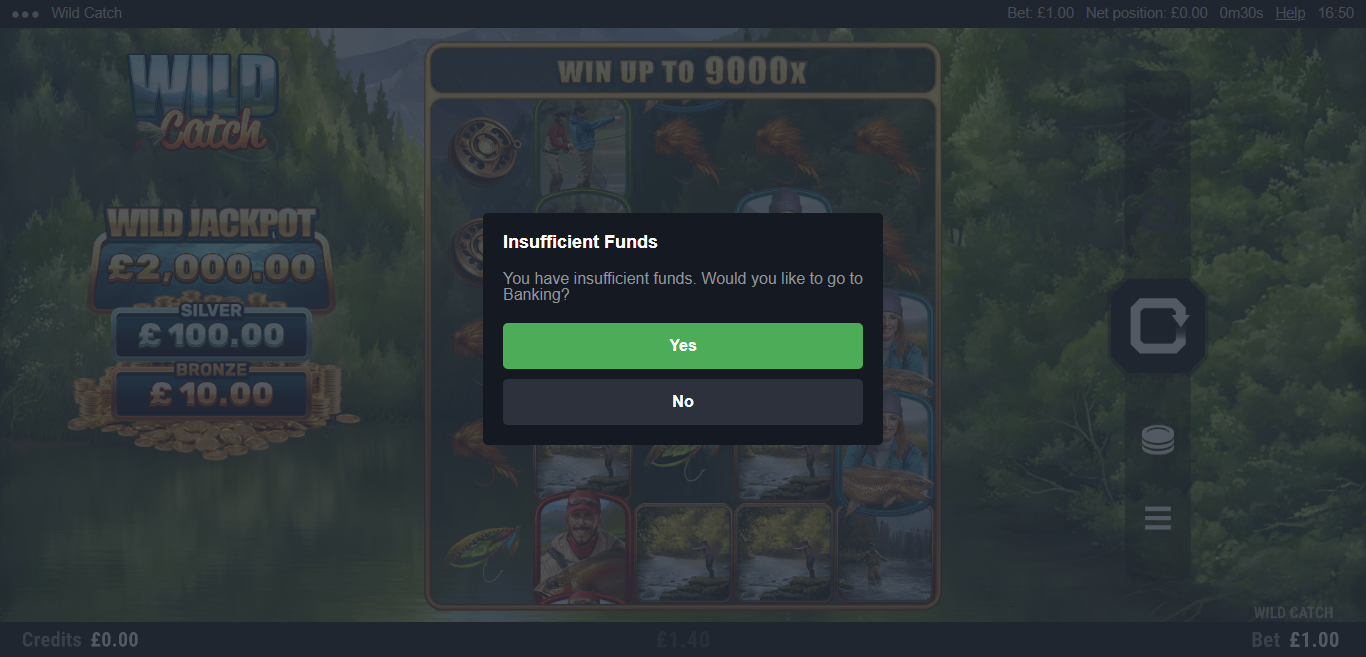 Wild Catch
Bet: £1.00 Net position: £0.00 0m30s Help 16:50
WILD
Catch
WIN UP TO 9000X
WILD JACKPOT
£2,000.00
SILVER
£100.00
BRONZE
£10.00
Insufficient Funds
You have insufficient funds. Would you like to go to
Banking?
Yes
No
WILD CATCH
Credits £0.00
£1.40
Bet £1.00